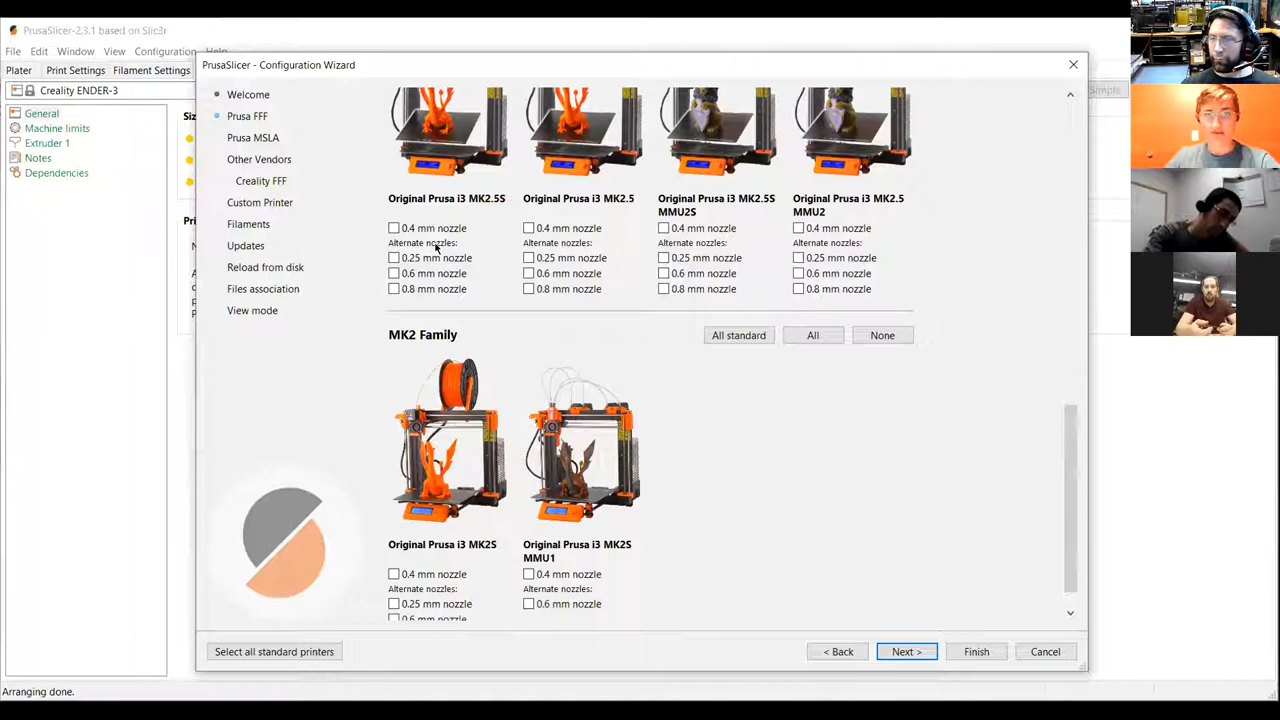 PrusaSlicer-2.3.1 based on Slic3r
File Edit Window View Configuration Help
Plater Print Settings Filament Settings
Simple
Creality ENDER-3
General
Machine limits
Extruder 1
Notes
Dependencies
PrusaSlicer - Configuration Wizard
Welcome
Prusa FFF
Prusa MSLA
Other Vendors
Creality FFF
Custom Printer
Filaments
Updates
Reload from disk
Files association
View mode
Original Prusa i3 MK2.5S
0.4 mm nozzle
Alternate nozzles:
0.25 mm nozzle
0.6 mm nozzle
0.8 mm nozzle
Original Prusa i3 MK2.5
0.4 mm nozzle
Alternate nozzles:
0.25 mm nozzle
0.6 mm nozzle
0.8 mm nozzle
Original Prusa i3 MK2.5S
MMU2S
0.4 mm nozzle
Alternate nozzles:
0.25 mm nozzle
0.6 mm nozzle
0.8 mm nozzle
Original Prusa i3 MK2.5
MMU2
0.4 mm nozzle
Alternate nozzles:
0.25 mm nozzle
0.6 mm nozzle
0.8 mm nozzle
MK2 Family
All standard All None
Original Prusa i3 MK2S
0.4 mm nozzle
Alternate nozzles:
0.25 mm nozzle
0.6 mm nozzle
Original Prusa i3 MK2S
MMU1
0.4 mm nozzle
Alternate nozzles:
0.6 mm nozzle
Select all standard printers
< Back Next > Finish Cancel
Arranging done.